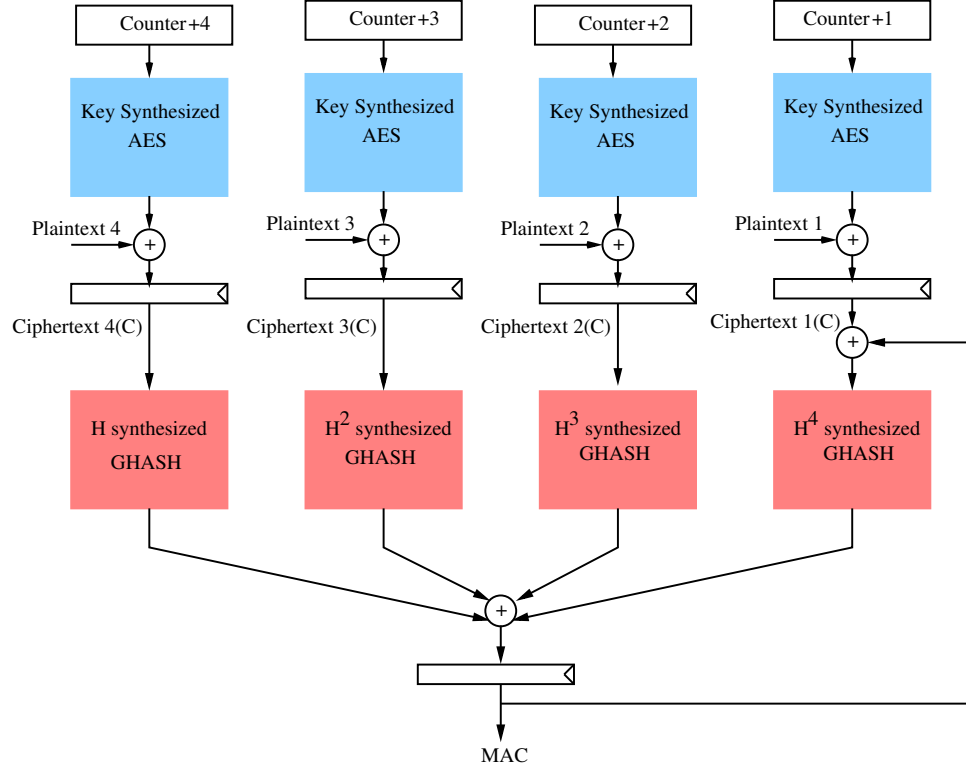 Counter+4
Counter+3
Counter+2
Counter+1
Key Synthesized
AES
Key Synthesized
AES
Key Synthesized
AES
Key Synthesized
AES
Plaintext 4
+
Plaintext 3
+
Plaintext 2
+
Plaintext 1
+
Ciphertext 4(C)
Ciphertext 3(C)
Ciphertext 2(C)
Ciphertext 1(C)
+
H synthesized
GHASH
H² synthesized
GHASH
H³ synthesized
GHASH
H⁴ synthesized
GHASH
+
MAC